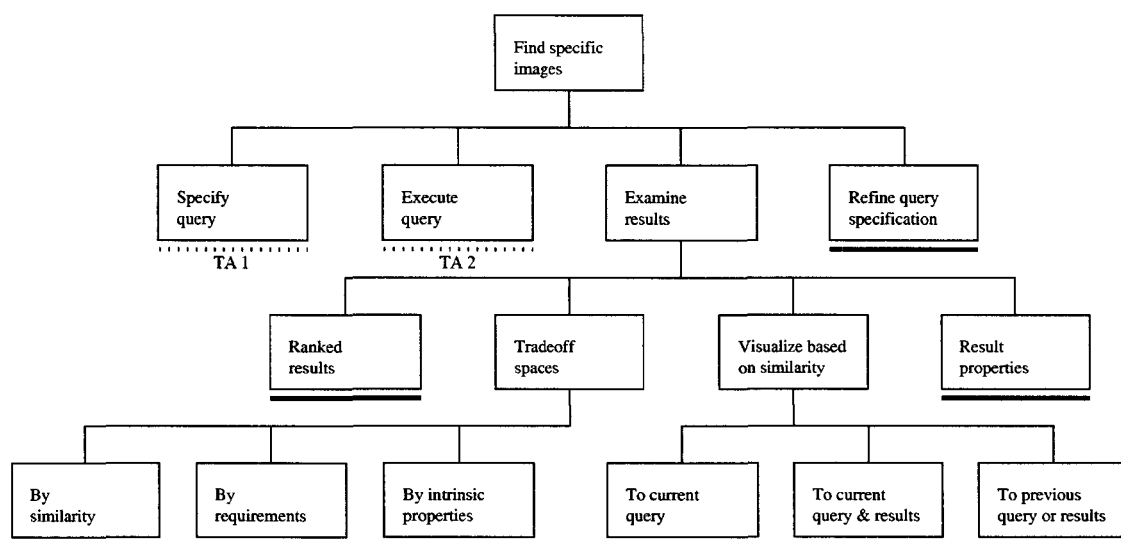 Find specific
images
Specify
query
Execute
query
Examine
results
Refine query
specification
TA 1
TA 2
Ranked
results
Tradeoff
spaces
Visualize based
on similarity
Result
properties
By
similarity
By
requirements
By intrinsic
properties
To current
query
To current
query & results
To previous
query or results